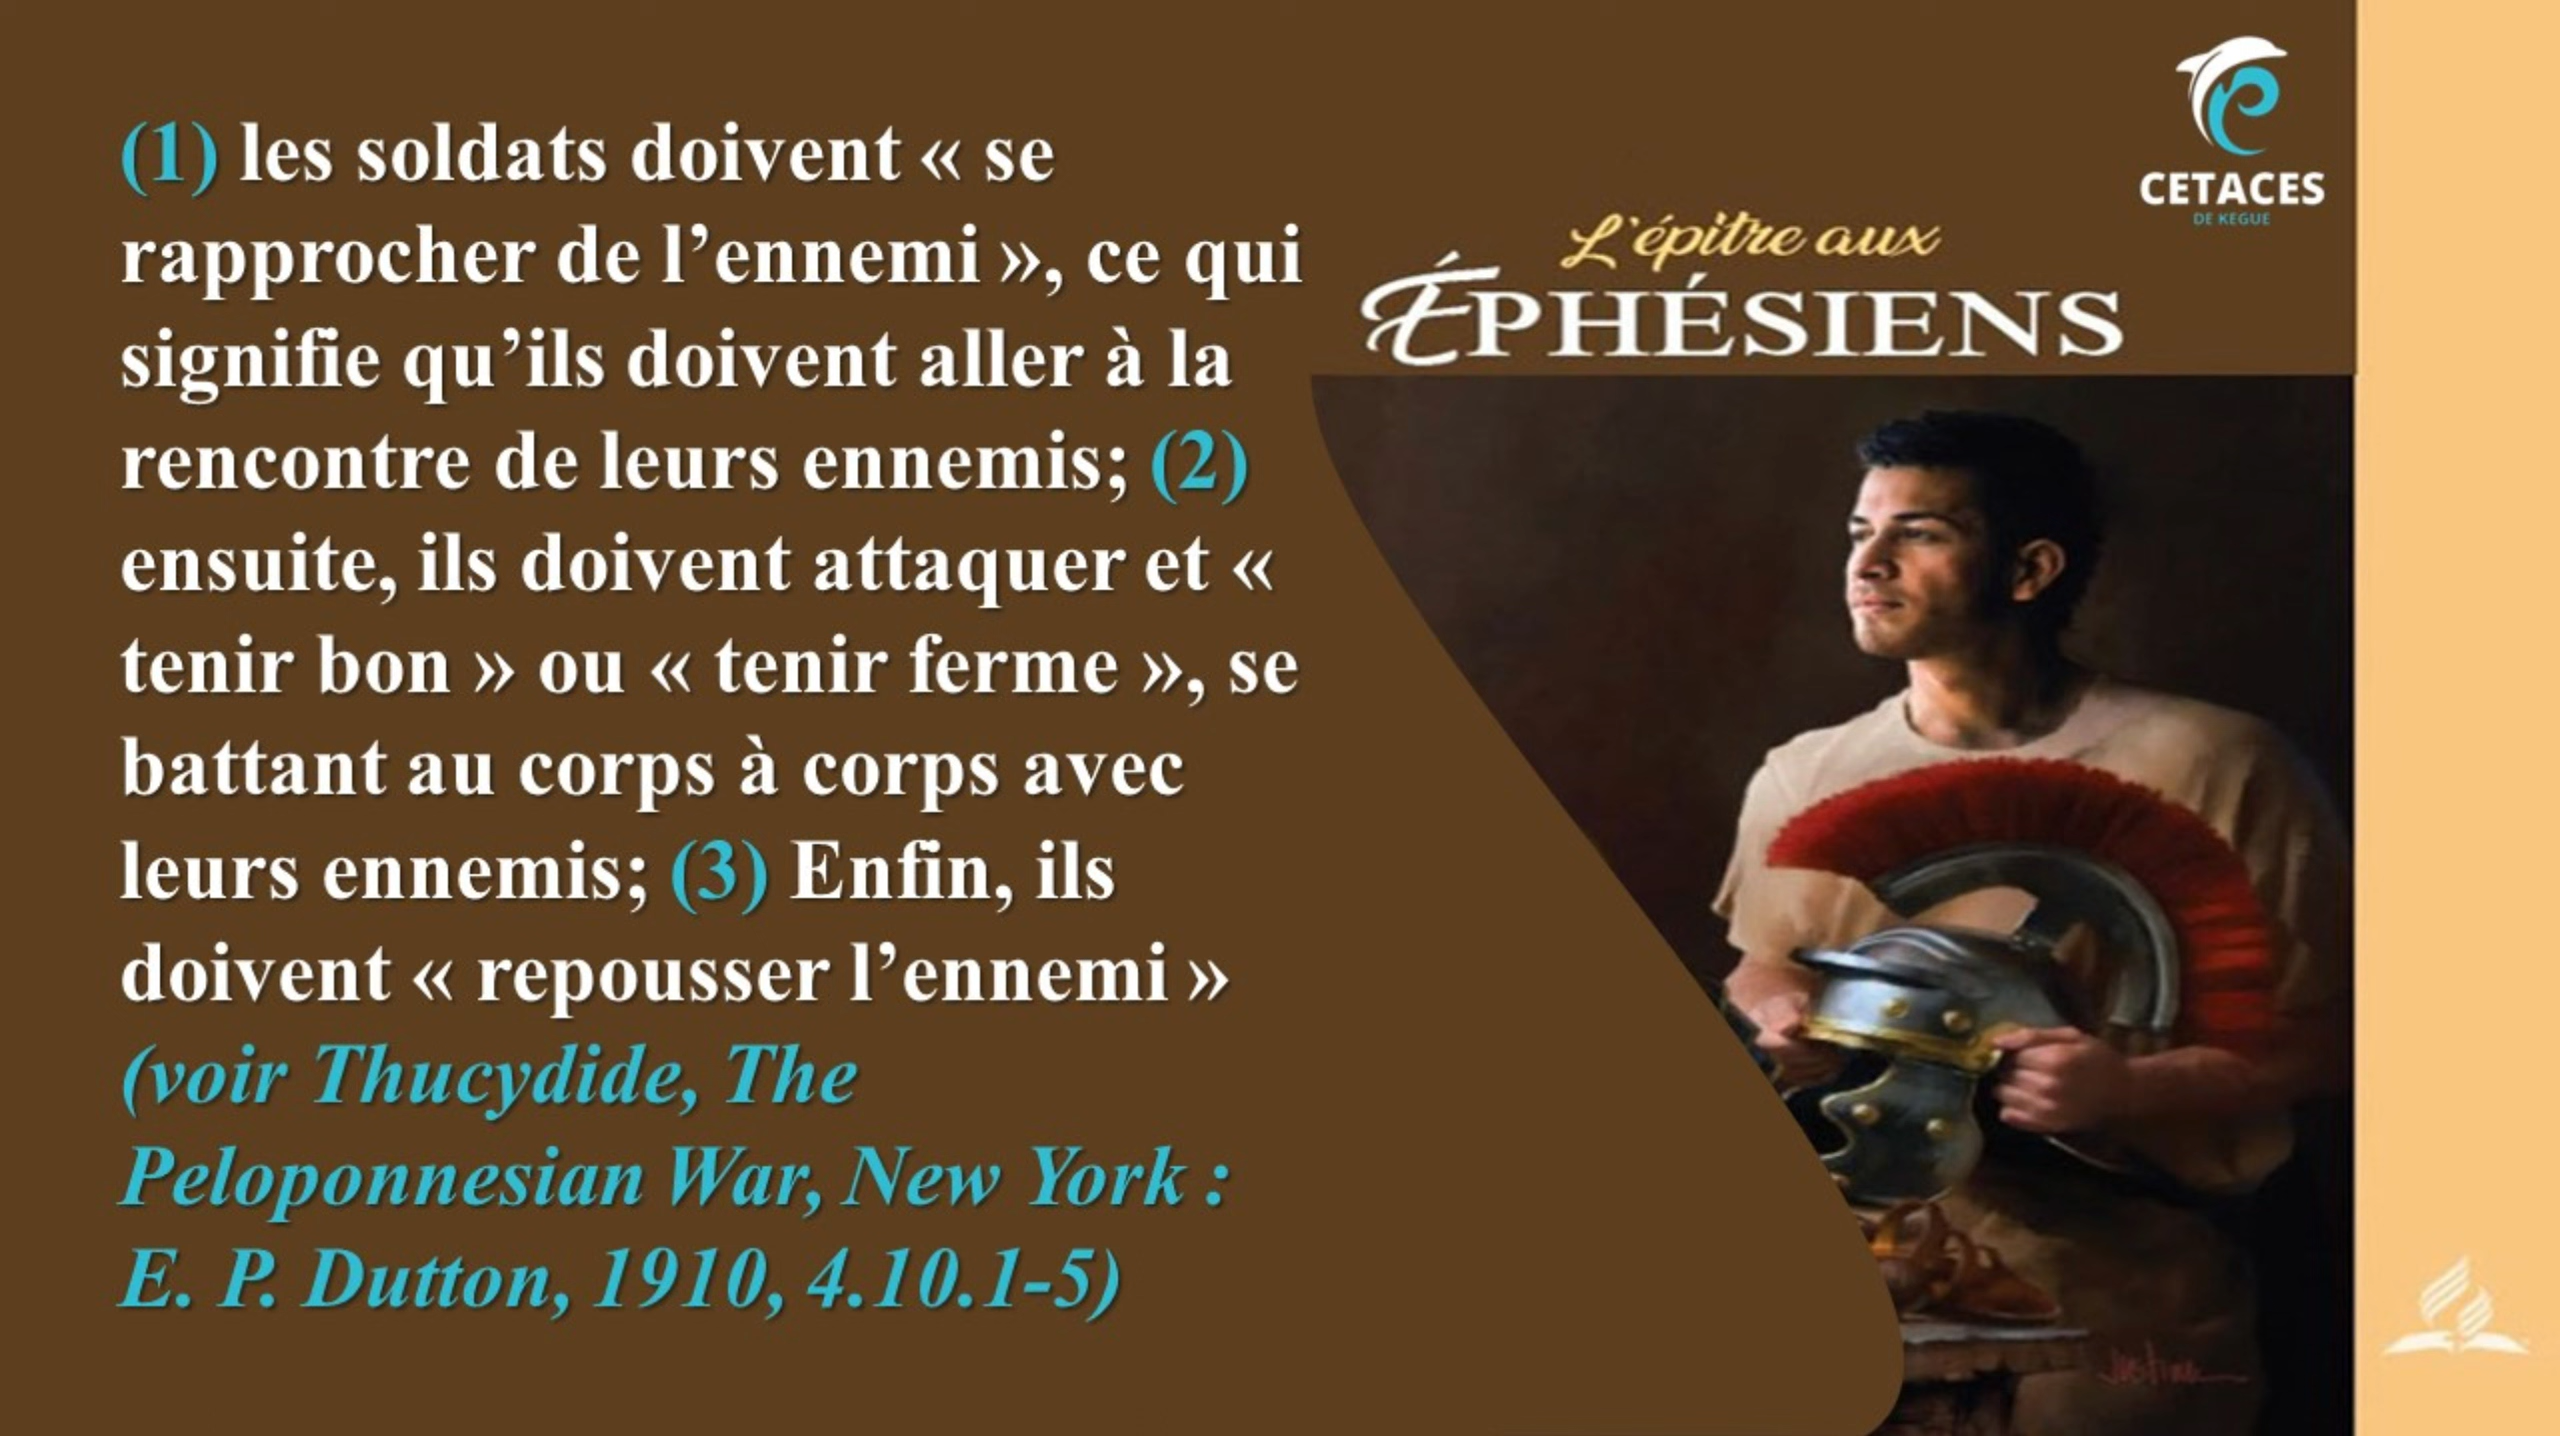 (1) les soldats doivent « se
rapprocher de l’ennemi », ce qui
signifie qu’ils doivent aller à la
rencontre de leurs ennemis; (2)
ensuite, ils doivent attaquer et «
tenir bon » ou « tenir ferme », se
battant au corps à corps avec
leurs ennemis; (3) Enfin, ils
doivent « repousser l’ennemi »
(voir Thucydide, The
Peloponnesian War, New York :
E. P. Dutton, 1910, 4.10.1-5)
CETACES
DE KEGUE
L'épitre aux
ÉPHÉSIENS